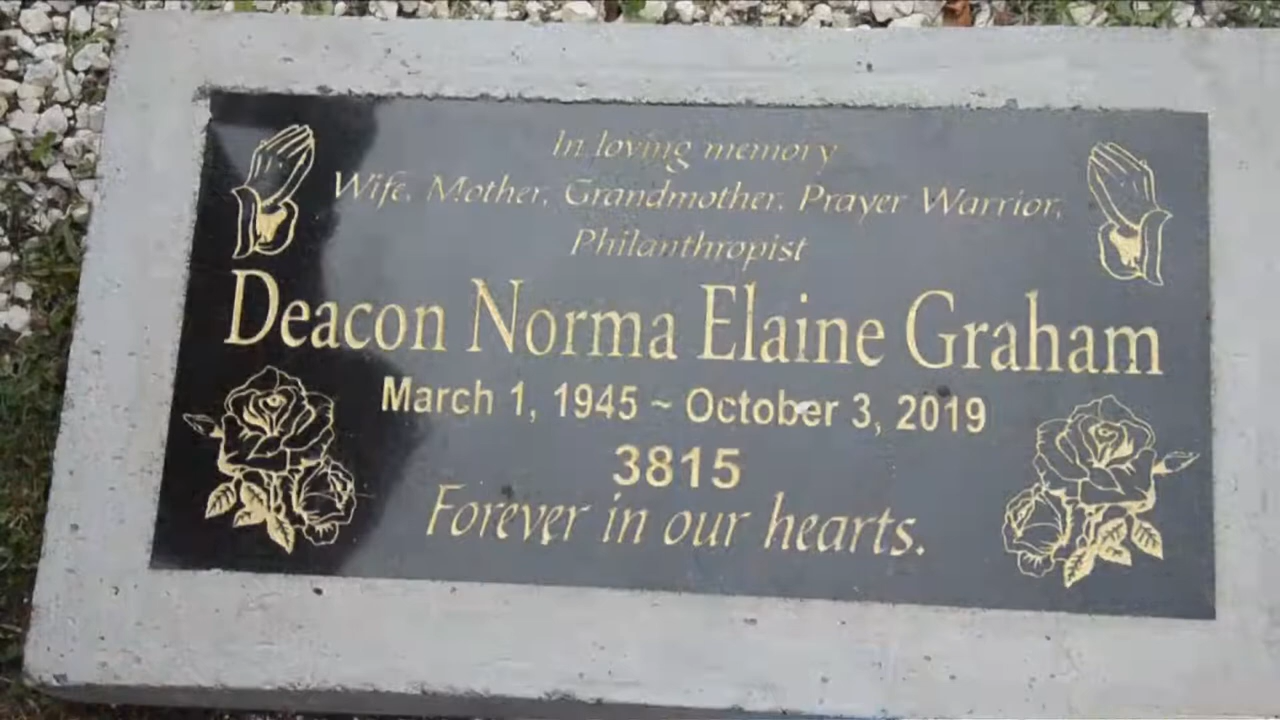 In loving memory
Wife, Mother, Grandmother, Prayer Warrior,
Philanthropist
Deacon Norma Elaine Graham
March 1, 1945 ~ October 3, 2019
3815
Forever in our hearts.